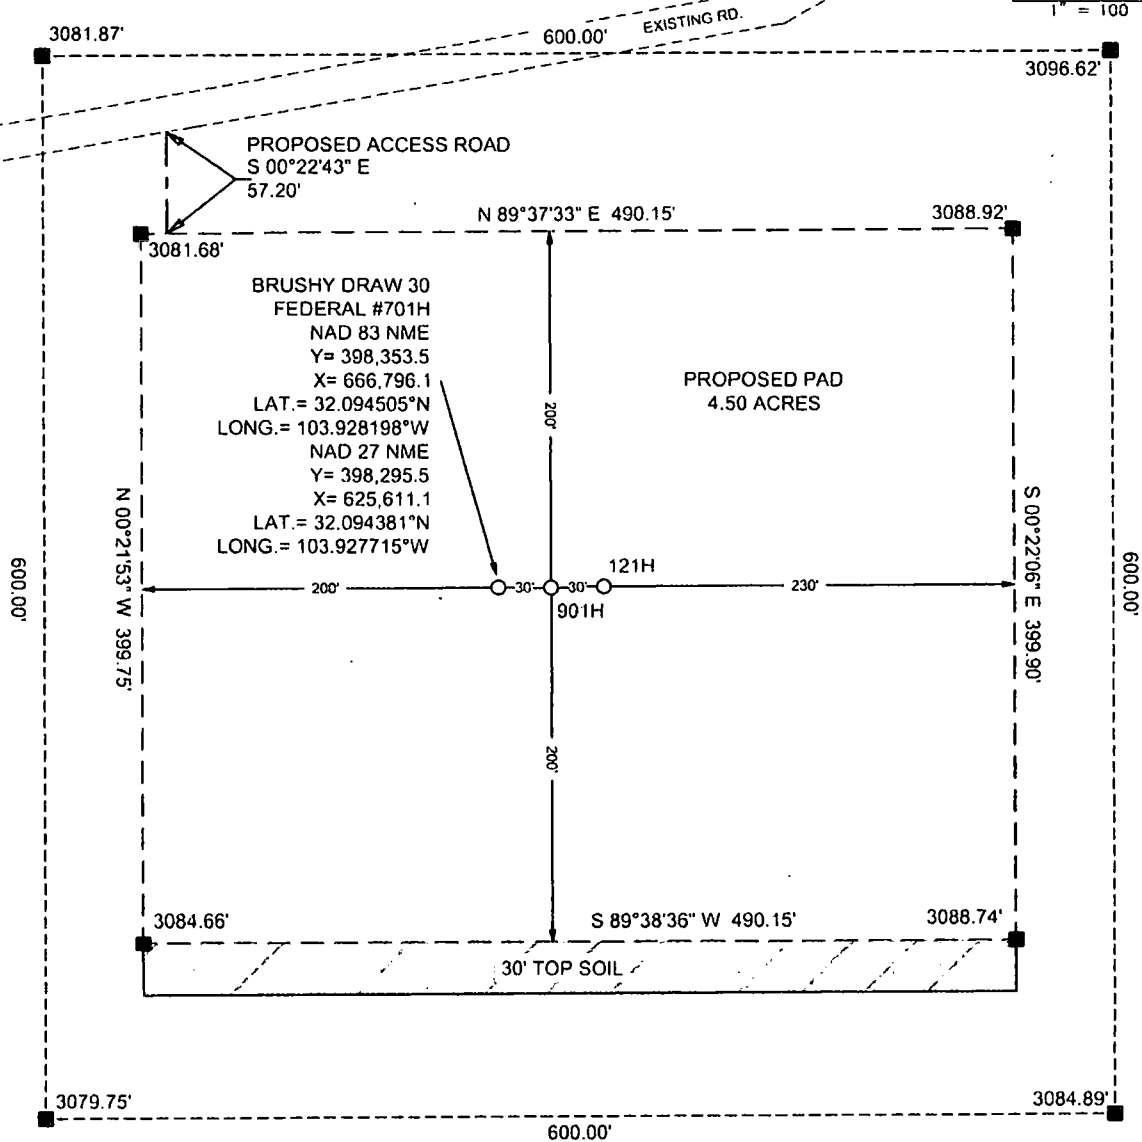 1" = 100
3081.87'
600.00'
EXISTING RD.
3096.62'
PROPOSED ACCESS ROAD
S 00°22'43" E
57.20'
N 89°37'33" E 490.15'
3088.92'
3081.68'
BRUSHY DRAW 30
FEDERAL #701H
NAD 83 NME
Y= 398,353.5
X= 666,796.1
LAT.= 32.094505°N
LONG.= 103.928198°W
NAD 27 NME
Y= 398,295.5
X= 625,611.1
LAT.= 32.094381°N
LONG.= 103.927715°W
PROPOSED PAD
4.50 ACRES
200'
N 00°21'53" W 399.75'
S 00°22'06" E 399.90'
600.00'
600.00'
121H
200'
30'
30'
230'
901H
200'
3084.66'
S 89°38'36" W 490.15'
3088.74'
30' TOP SOIL
3079.75'
3084.89'
600.00'